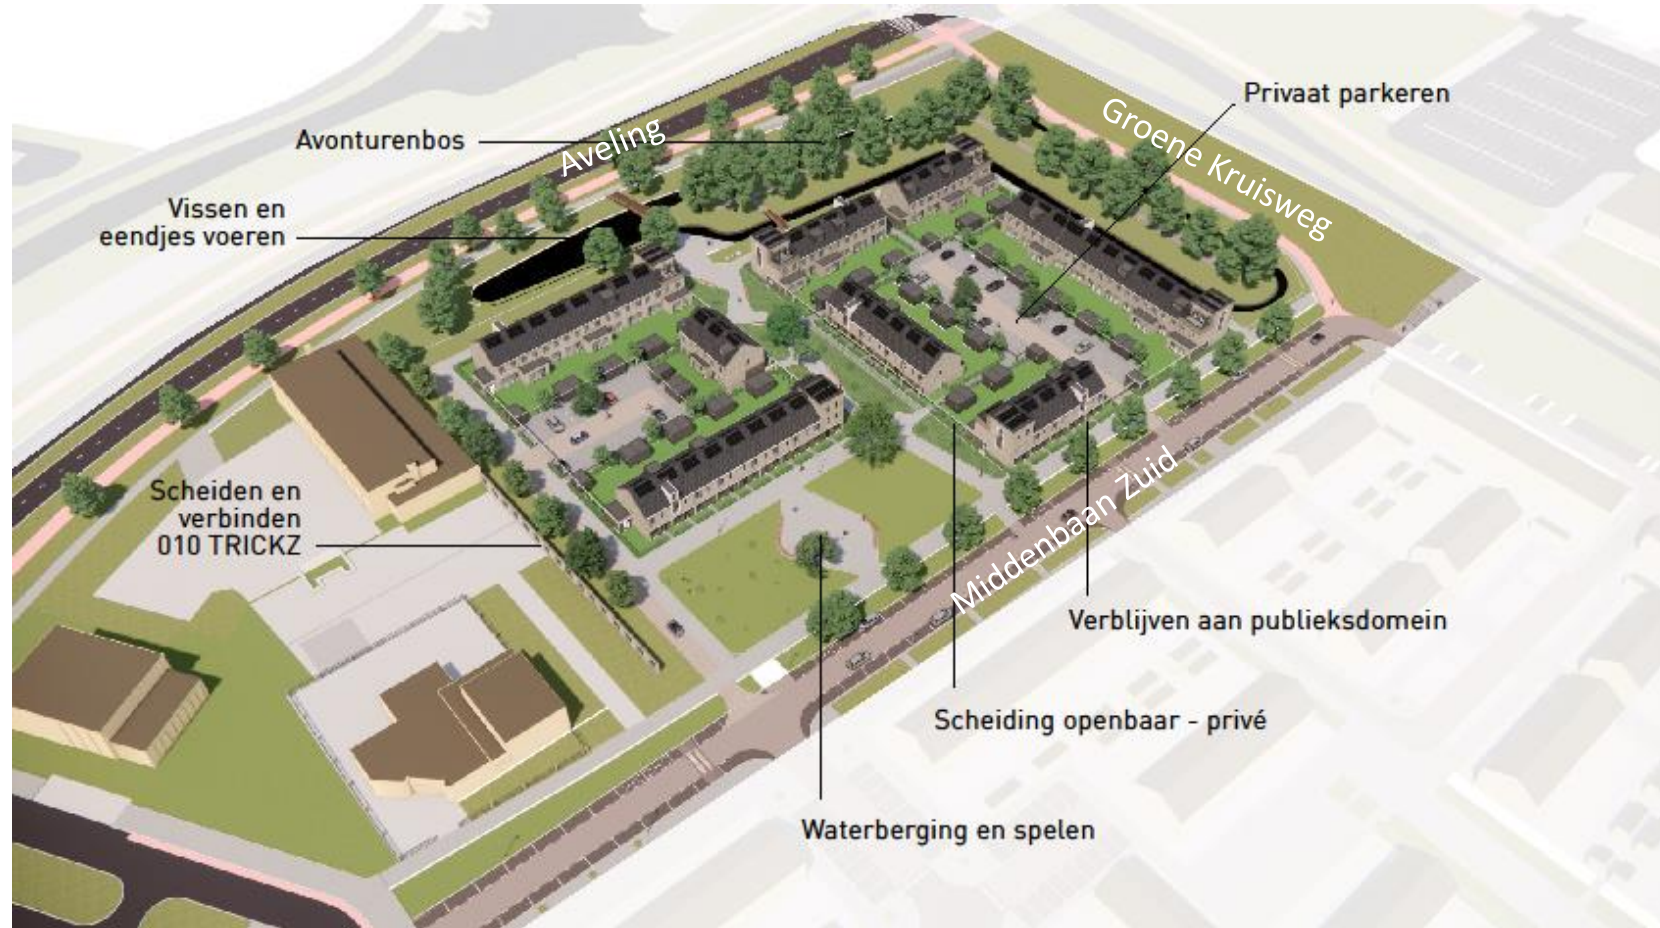 Privaat parkeren
Groene Kruisweg
Avonturenbos
Aveling
Vissen en
eendjes voeren
Scheiden en
verbinden
010 TRICKZ
Middenbaan Zuid
Verblijven aan publieksdomein
Scheiding openbaar - privé
Waterberging en spelen